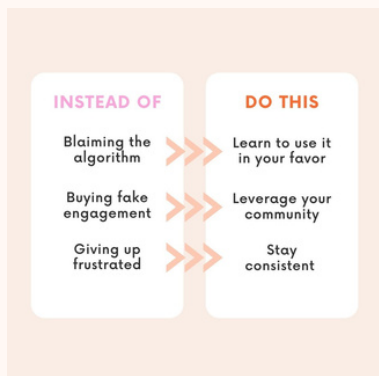 INSTEAD OF
Blaiming the
algorithm
Buying fake
engagement
Giving up
frustrated
DO THIS
Learn to use it
in your favor
Leverage your
community
Stay
consistent